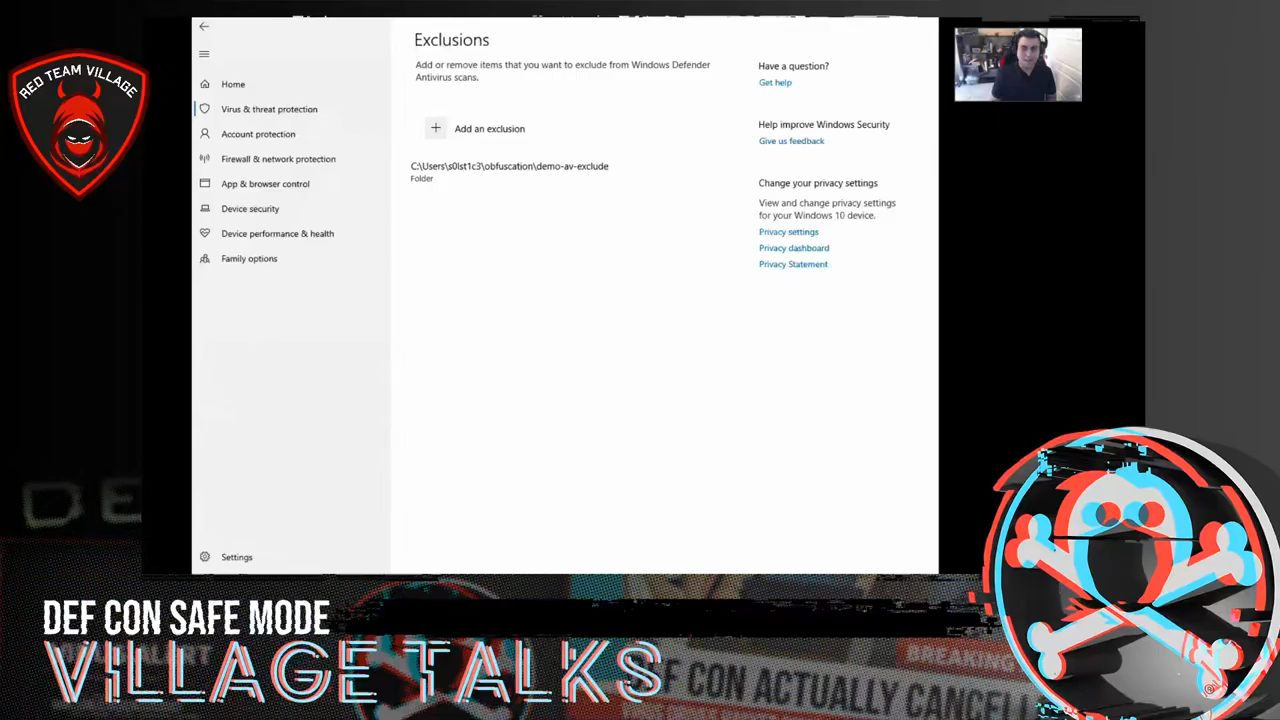 RED TEAM VILLAGE
Exclusions
Add or remove items that you want to exclude from Windows Defender
Antivirus scans.
Add an exclusion
C:\Users\s0lst1c3\obfuscation\demo-av-exclude
Folder
Home
Virus & threat protection
Account protection
Firewall & network protection
App & browser control
Device security
Device performance & health
Family options
Settings
Have a question?
Get help
Help improve Windows Security
Give us feedback
Change your privacy settings
View and change privacy settings
for your Windows 10 device.
Privacy settings
Privacy dashboard
Privacy Statement
DEF CON SAFE MODE
VILLAGE TALKS
BREAKING
DEF CON ACTUALLY CANCELL